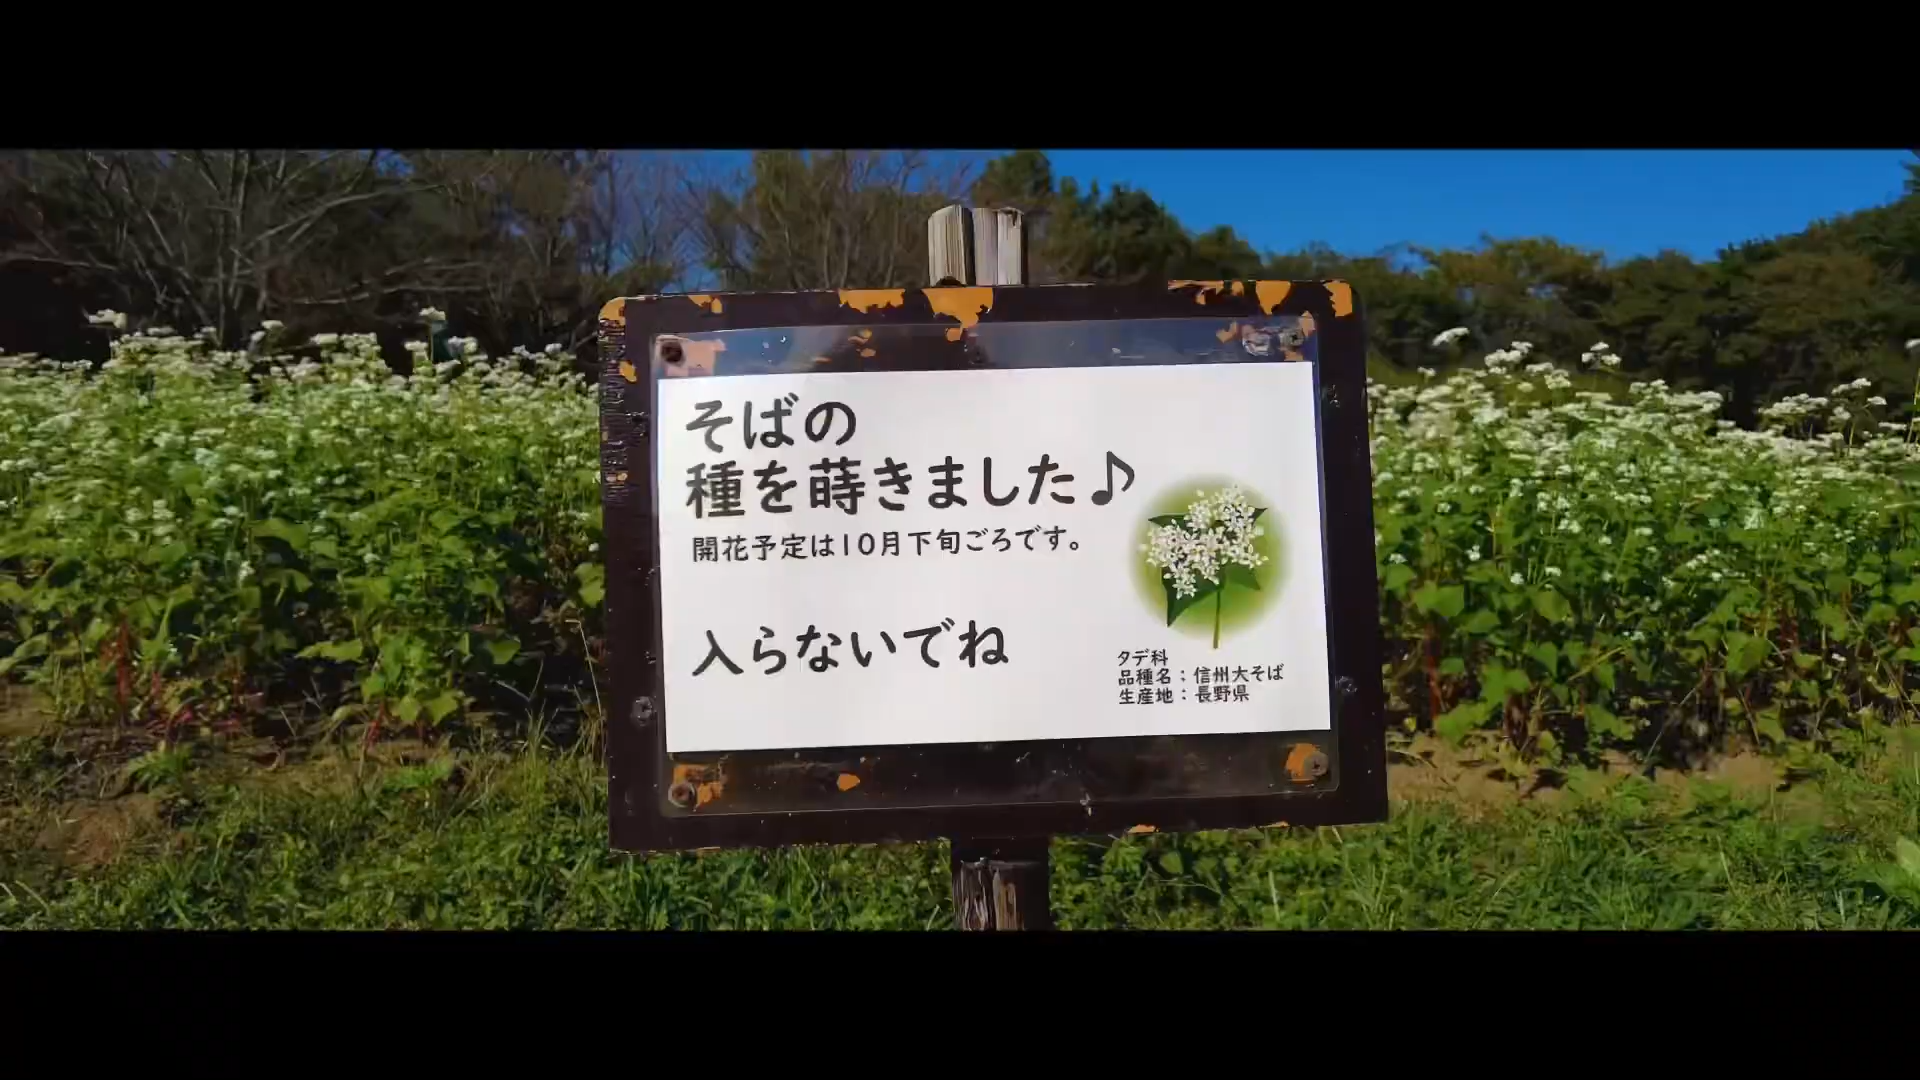 そばの
種を蒔きました♪
開花予定は10月下旬ごろです。
入らないでね
タデ科
品種名：信州大そば
生産地：長野県